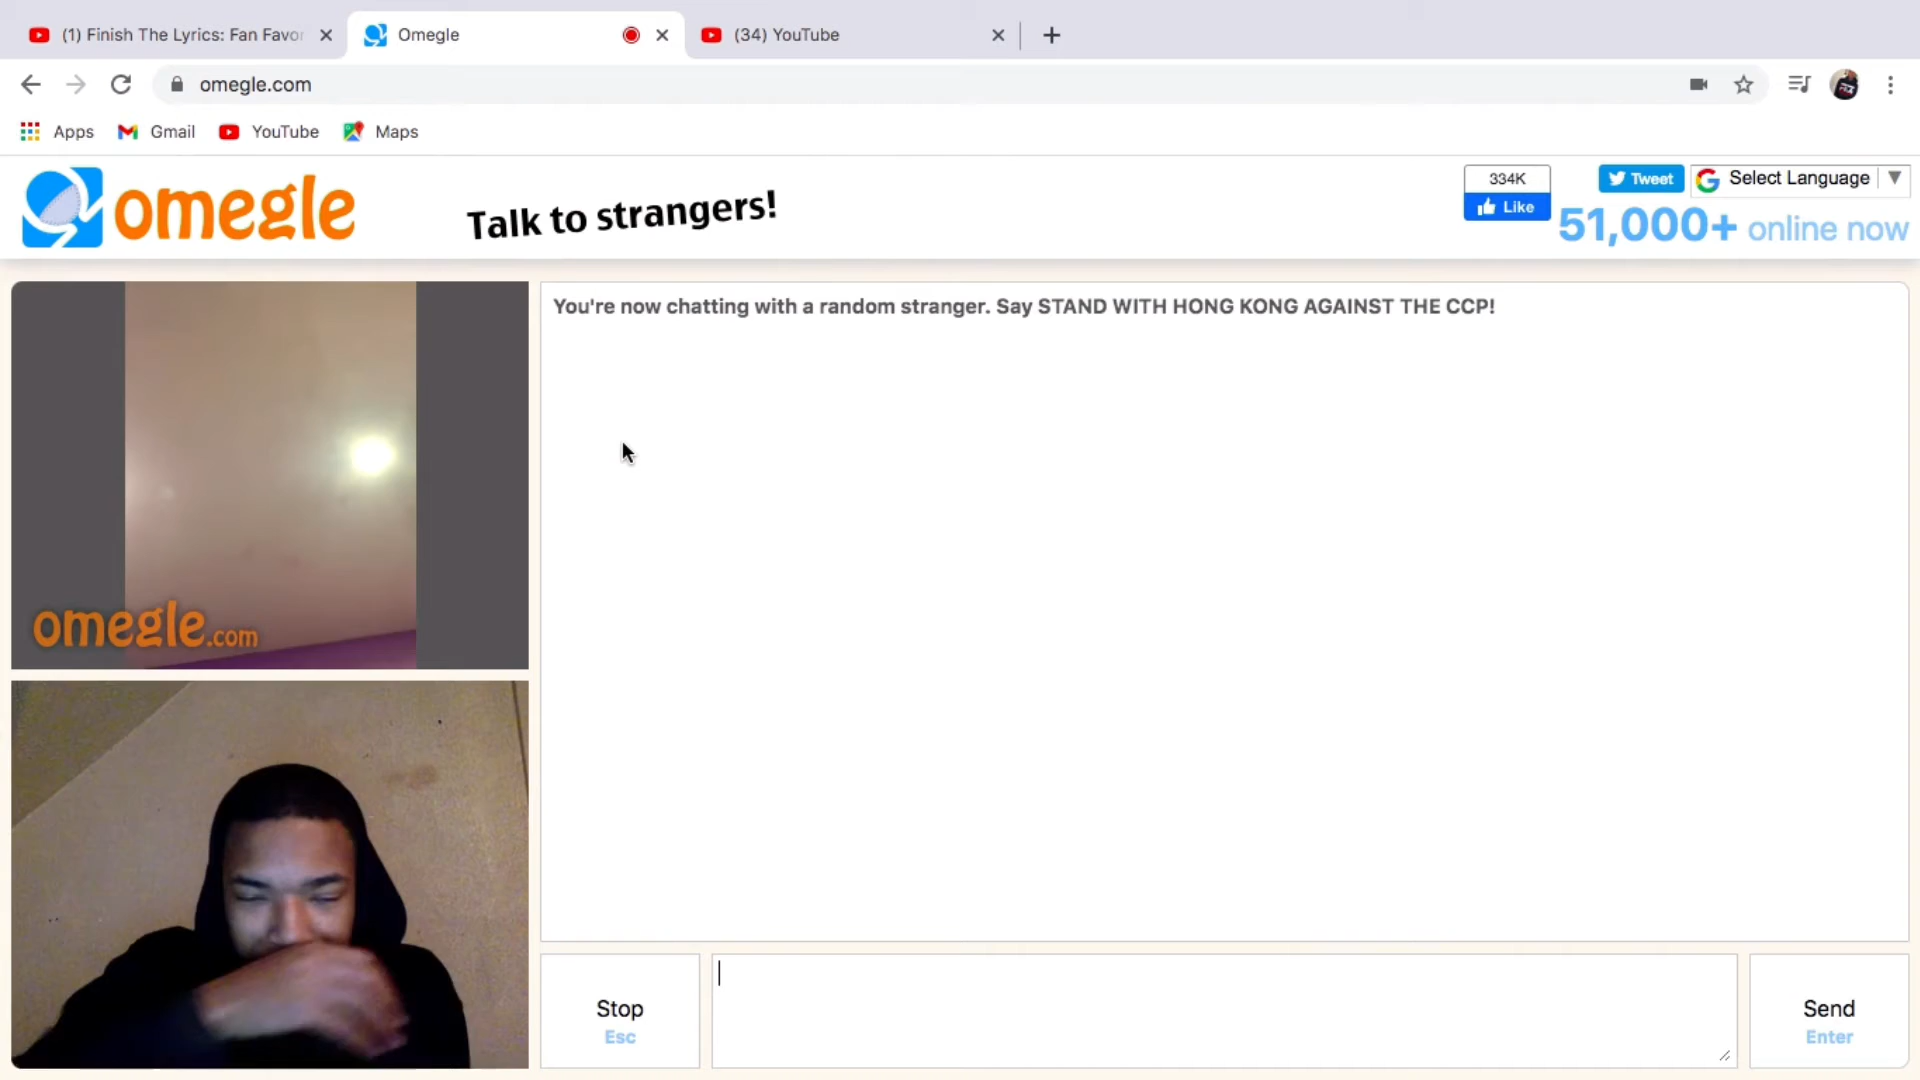 (1) Finish The Lyrics: Fan Favor
Omegle
(34) YouTube
omegle.com
Apps
Gmail
YouTube
Maps
omegle
Talk to strangers!
334K
Like
Tweet
Select Language
51,000+ online now
You're now chatting with a random stranger. Say STAND WITH HONG KONG AGAINST THE CCP!
omegle.com
Stop
Esc
Send
Enter